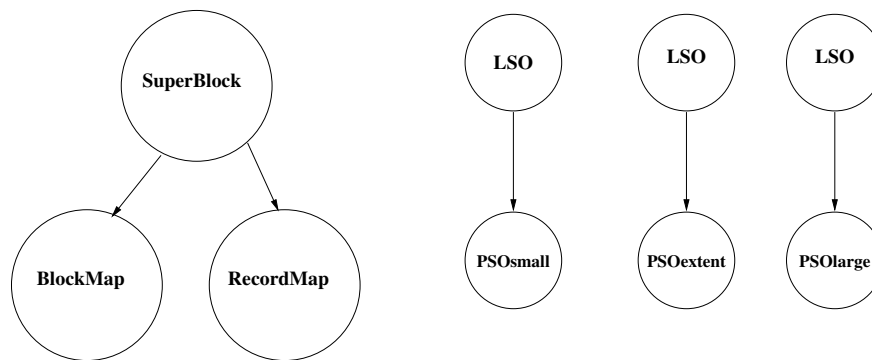 SuperBlock
BlockMap
RecordMap
LSO
LSO
LSO
PSOsmall
PSOextent
PSOlarge